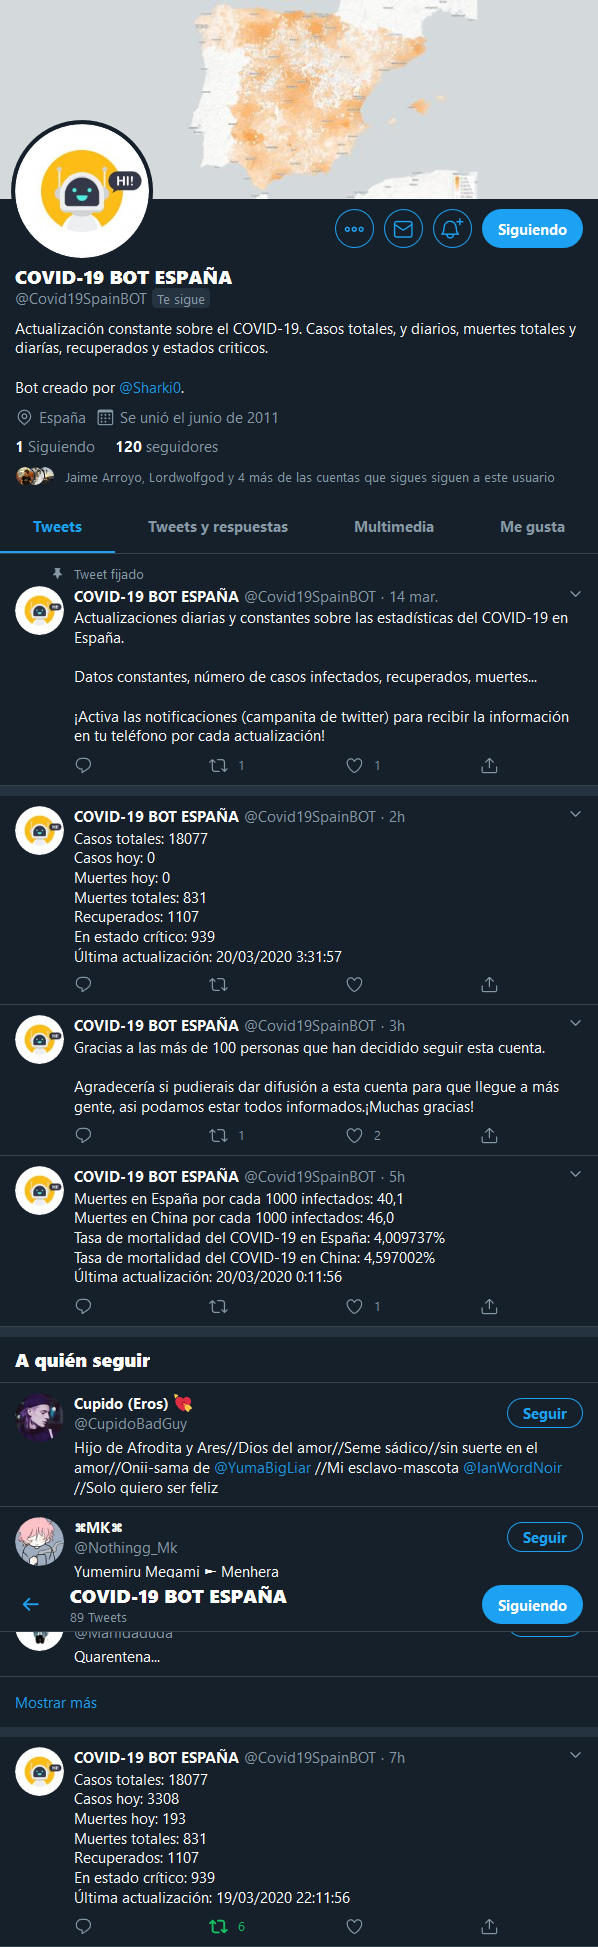 HI!
Siguiendo
COVID-19 BOT ESPAÑA
@Covid19SpainBOT Te sigue
Actualización constante sobre el COVID-19. Casos totales, y diarios, muertes totales y
diarías, recuperados y estados criticos.
Bot creado por @Sharki0.
España Se unió el junio de 2011
1 Siguiendo 120 seguidores
Jaime Arroyo, Lordwolfgod y 4 más de las cuentas que sigues siguen a este usuario
Tweets Tweets y respuestas Multimedia Me gusta
Tweet fijado
COVID-19 BOT ESPAÑA @Covid19SpainBOT · 14 mar.
Actualizaciones diarias y constantes sobre las estadísticas del COVID-19 en
España.
Datos constantes, número de casos infectados, recuperados, muertes...
¡Activa las notificaciones (campanita de twitter) para recibir la información
en tu teléfono por cada actualización!
1 1
COVID-19 BOT ESPAÑA @Covid19SpainBOT · 2h
Casos totales: 18077
Casos hoy: 0
Muertes hoy: 0
Muertes totales: 831
Recuperados: 1107
En estado crítico: 939
Última actualización: 20/03/2020 3:31:57
COVID-19 BOT ESPAÑA @Covid19SpainBOT · 3h
Gracias a las más de 100 personas que han decidido seguir esta cuenta.
Agradecería si pudierais dar difusión a esta cuenta para que llegue a más
gente, asi podamos estar todos informados.¡Muchas gracias!
1 2
COVID-19 BOT ESPAÑA @Covid19SpainBOT · 5h
Muertes en España por cada 1000 infectados: 40,1
Muertes en China por cada 1000 infectados: 46,0
Tasa de mortalidad del COVID-19 en España: 4,009737%
Tasa de mortalidad del COVID-19 en China: 4,597002%
Última actualización: 20/03/2020 0:11:56
1
A quién seguir
Cupido (Eros) 💘
@CupidoBadGuy
Seguir
Hijo de Afrodita y Ares//Dios del amor//Seme sádico//sin suerte en el
amor//Onii-sama de @YumaBigLiar //Mi esclavo-mascota @IanWordNoir
//Solo quiero ser feliz
⌘MK⌘
@Nothingg_Mk
Seguir
Yumemiru Megami ► Menhera
COVID-19 BOT ESPAÑA
89 Tweets
Siguiendo
Quarentena...
Mostrar más
COVID-19 BOT ESPAÑA @Covid19SpainBOT · 7h
Casos totales: 18077
Casos hoy: 3308
Muertes hoy: 193
Muertes totales: 831
Recuperados: 1107
En estado crítico: 939
Última actualización: 19/03/2020 22:11:56
6